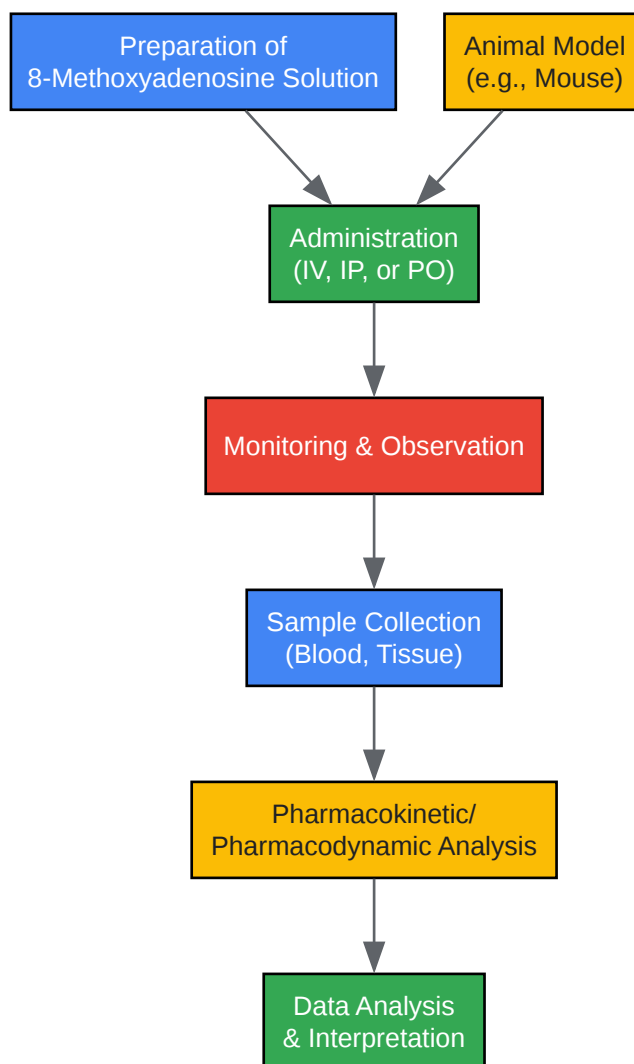 Preparation of
8-Methoxyadenosine Solution
Animal Model
(e.g., Mouse)
Administration
(IV, IP, or PO)
Monitoring & Observation
Sample Collection
(Blood, Tissue)
Pharmacokinetic/
Pharmacodynamic Analysis
Data Analysis
& Interpretation